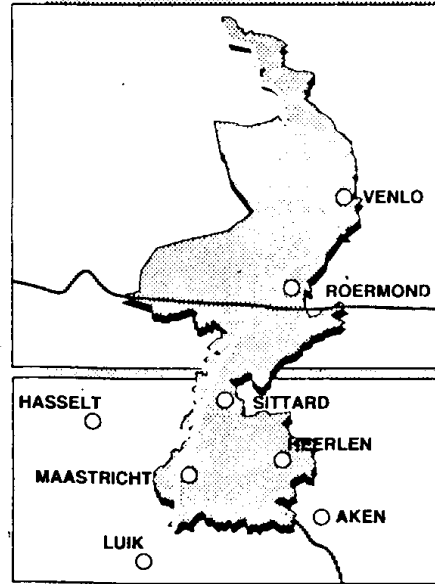 VENLO
ROERMOND
HASSELT
SITTARD
HEERLEN
MAASTRICHT
AKEN
LUIK